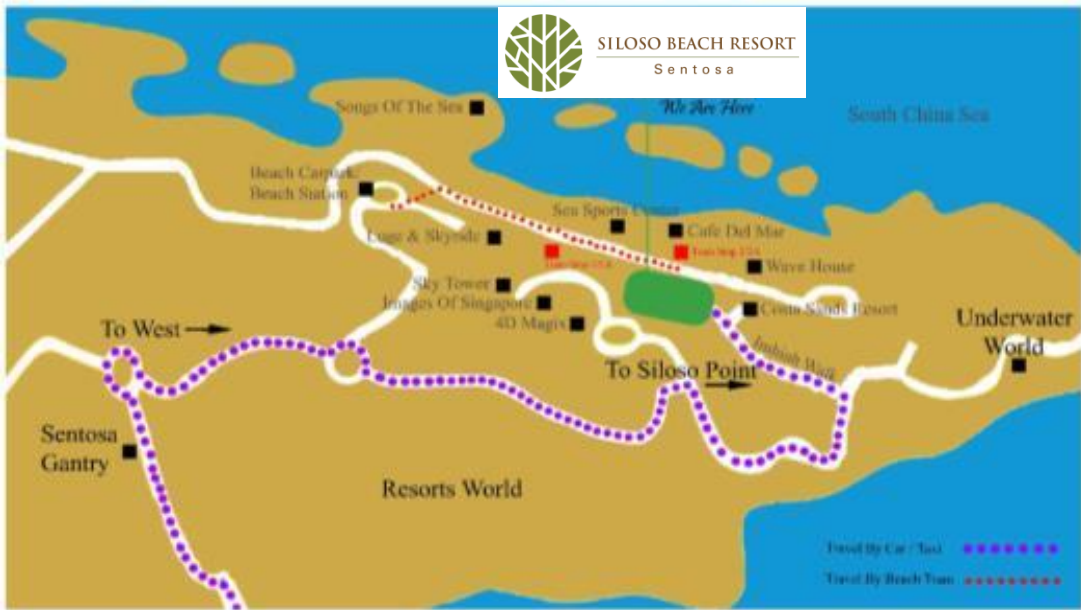 SILOSO BEACH RESORT
Sentosa
We Are Here
South China Sea
Songs Of The Sea
Beach Carpark
Beach Station
Sea Sports Center
Cafe Del Mar
Luge & Skyride
Wave House
Sky Tower
Images Of Singapore
4D Magix
Costa Sands Resort
Imbiah Walk
Underwater
World
To West
To Siloso Point
Sentosa
Gantry
Resorts World
Travel By Car / Taxi
Travel By Beach Tram